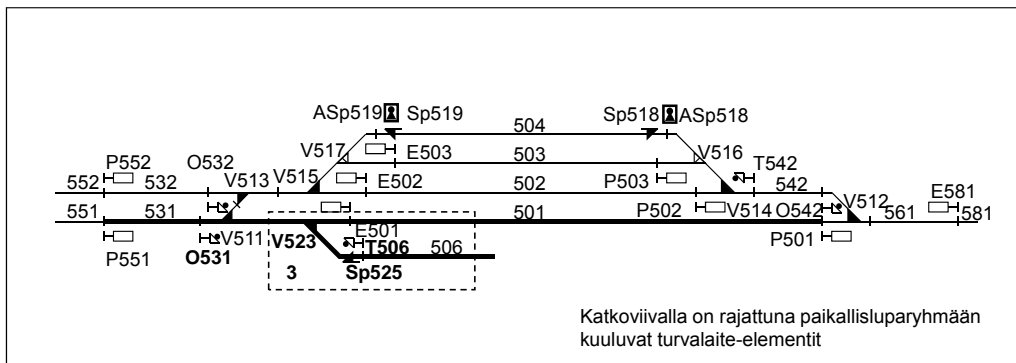 ASp519 Sp519 Sp518 ASp518
504
V517 E503 503 V516
P552 O532 T542
552 532 V513 V515 E502 502 P503 542 E581
551 531 501 P502 V514 O542 V512 561 581
P551 O531 V511 V523 E501 T506 506 P501
3 Sp525
Katkoviivalla on rajattuna paikallisluparyhmään
kuuluvat turvalaite-elementit